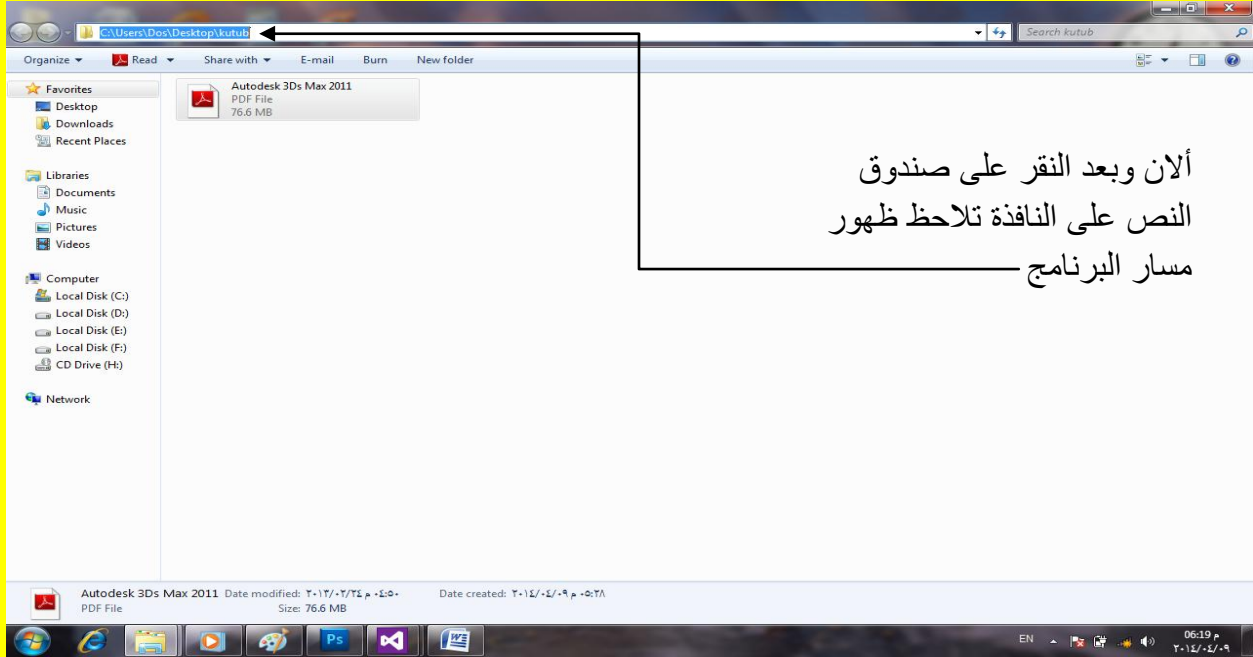 C:\Users\Dos\Desktop\kutub
Search kutub
Organize Read Share with E-mail Burn New folder
Favorites
Desktop
Downloads
Recent Places
Libraries
Documents
Music
Pictures
Videos
Computer
Local Disk (C:)
Local Disk (D:)
Local Disk (E:)
Local Disk (F:)
CD Drive (H:)
Network
Autodesk 3Ds Max 2011
PDF File
76.6 MB
ألان وبعد النقر على صندوق
النص على النافذة تلاحظ ظهور
مسار البرنامج
Autodesk 3Ds Max 2011 Date modified: ٢٠١٣/٠٢/٢٤ م ٠٤:٥٠ Date created: ٢٠١٤/٠٤/٠٩ م ٠٥:٢٨
PDF File Size: 76.6 MB
Ps
EN
06:19 م
٢٠١٤/٠٤/٠٩